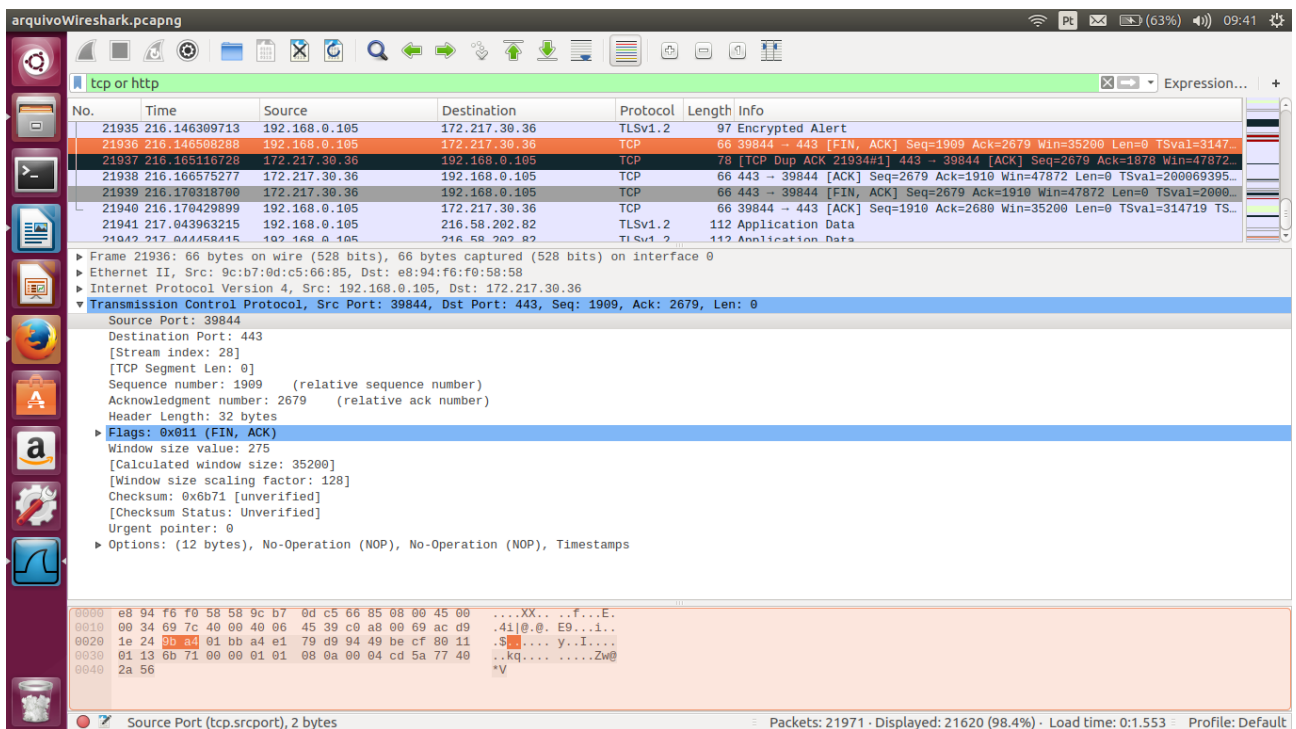 arquivoWireshark.pcapng Pt (63%) 09:41
tcp or http Expression... +
No. Time Source Destination Protocol Length Info
21935 216.146309713 192.168.0.105 172.217.30.36 TLSv1.2 97 Encrypted Alert
21936 216.146508288 192.168.0.105 172.217.30.36 TCP 66 39844 → 443 [FIN, ACK] Seq=1909 Ack=2679 Win=35200 Len=0 TSval=3147…
21937 216.165116728 172.217.30.36 192.168.0.105 TCP 78 [TCP Dup ACK 21934#1] 443 → 39844 [ACK] Seq=2679 Ack=1878 Win=47872…
21938 216.166575277 172.217.30.36 192.168.0.105 TCP 66 443 → 39844 [ACK] Seq=2679 Ack=1910 Win=47872 Len=0 TSval=200069395…
21939 216.170318700 172.217.30.36 192.168.0.105 TCP 66 443 → 39844 [FIN, ACK] Seq=2679 Ack=1910 Win=47872 Len=0 TSval=2000…
21940 216.170429899 192.168.0.105 172.217.30.36 TCP 66 39844 → 443 [ACK] Seq=1910 Ack=2680 Win=35200 Len=0 TSval=314719 TS…
21941 217.043963215 192.168.0.105 216.58.202.82 TLSv1.2 112 Application Data
21942 217.044458415 192.168.0.105 216.58.202.82 TLSv1.2 112 Application Data
Frame 21936: 66 bytes on wire (528 bits), 66 bytes captured (528 bits) on interface 0
Ethernet II, Src: 9c:b7:0d:c5:66:85, Dst: e8:94:f6:f0:58:58
Internet Protocol Version 4, Src: 192.168.0.105, Dst: 172.217.30.36
Transmission Control Protocol, Src Port: 39844, Dst Port: 443, Seq: 1909, Ack: 2679, Len: 0
Source Port: 39844
Destination Port: 443
[Stream index: 28]
[TCP Segment Len: 0]
Sequence number: 1909 (relative sequence number)
Acknowledgment number: 2679 (relative ack number)
Header Length: 32 bytes
Flags: 0x011 (FIN, ACK)
Window size value: 275
[Calculated window size: 35200]
[Window size scaling factor: 128]
Checksum: 0x6b71 [unverified]
[Checksum Status: Unverified]
Urgent pointer: 0
Options: (12 bytes), No-Operation (NOP), No-Operation (NOP), Timestamps
0000 e8 94 f6 f0 58 58 9c b7 0d c5 66 85 08 00 45 00 ....XX.. ..f...E.
0010 00 34 69 7c 40 00 40 06 45 39 c0 a8 00 69 ac d9 .4i|@.@. E9...i..
0020 1e 24 9b a4 01 bb a4 e1 79 d9 94 49 be cf 80 11 .$...... y..I....
0030 01 13 6b 71 00 00 01 01 08 0a 00 04 cd 5a 77 40 ..kq.... .....Zw@
0040 2a 56 *V
Source Port (tcp.srcport), 2 bytes Packets: 21971 · Displayed: 21620 (98.4%) · Load time: 0:1.553 Profile: Default